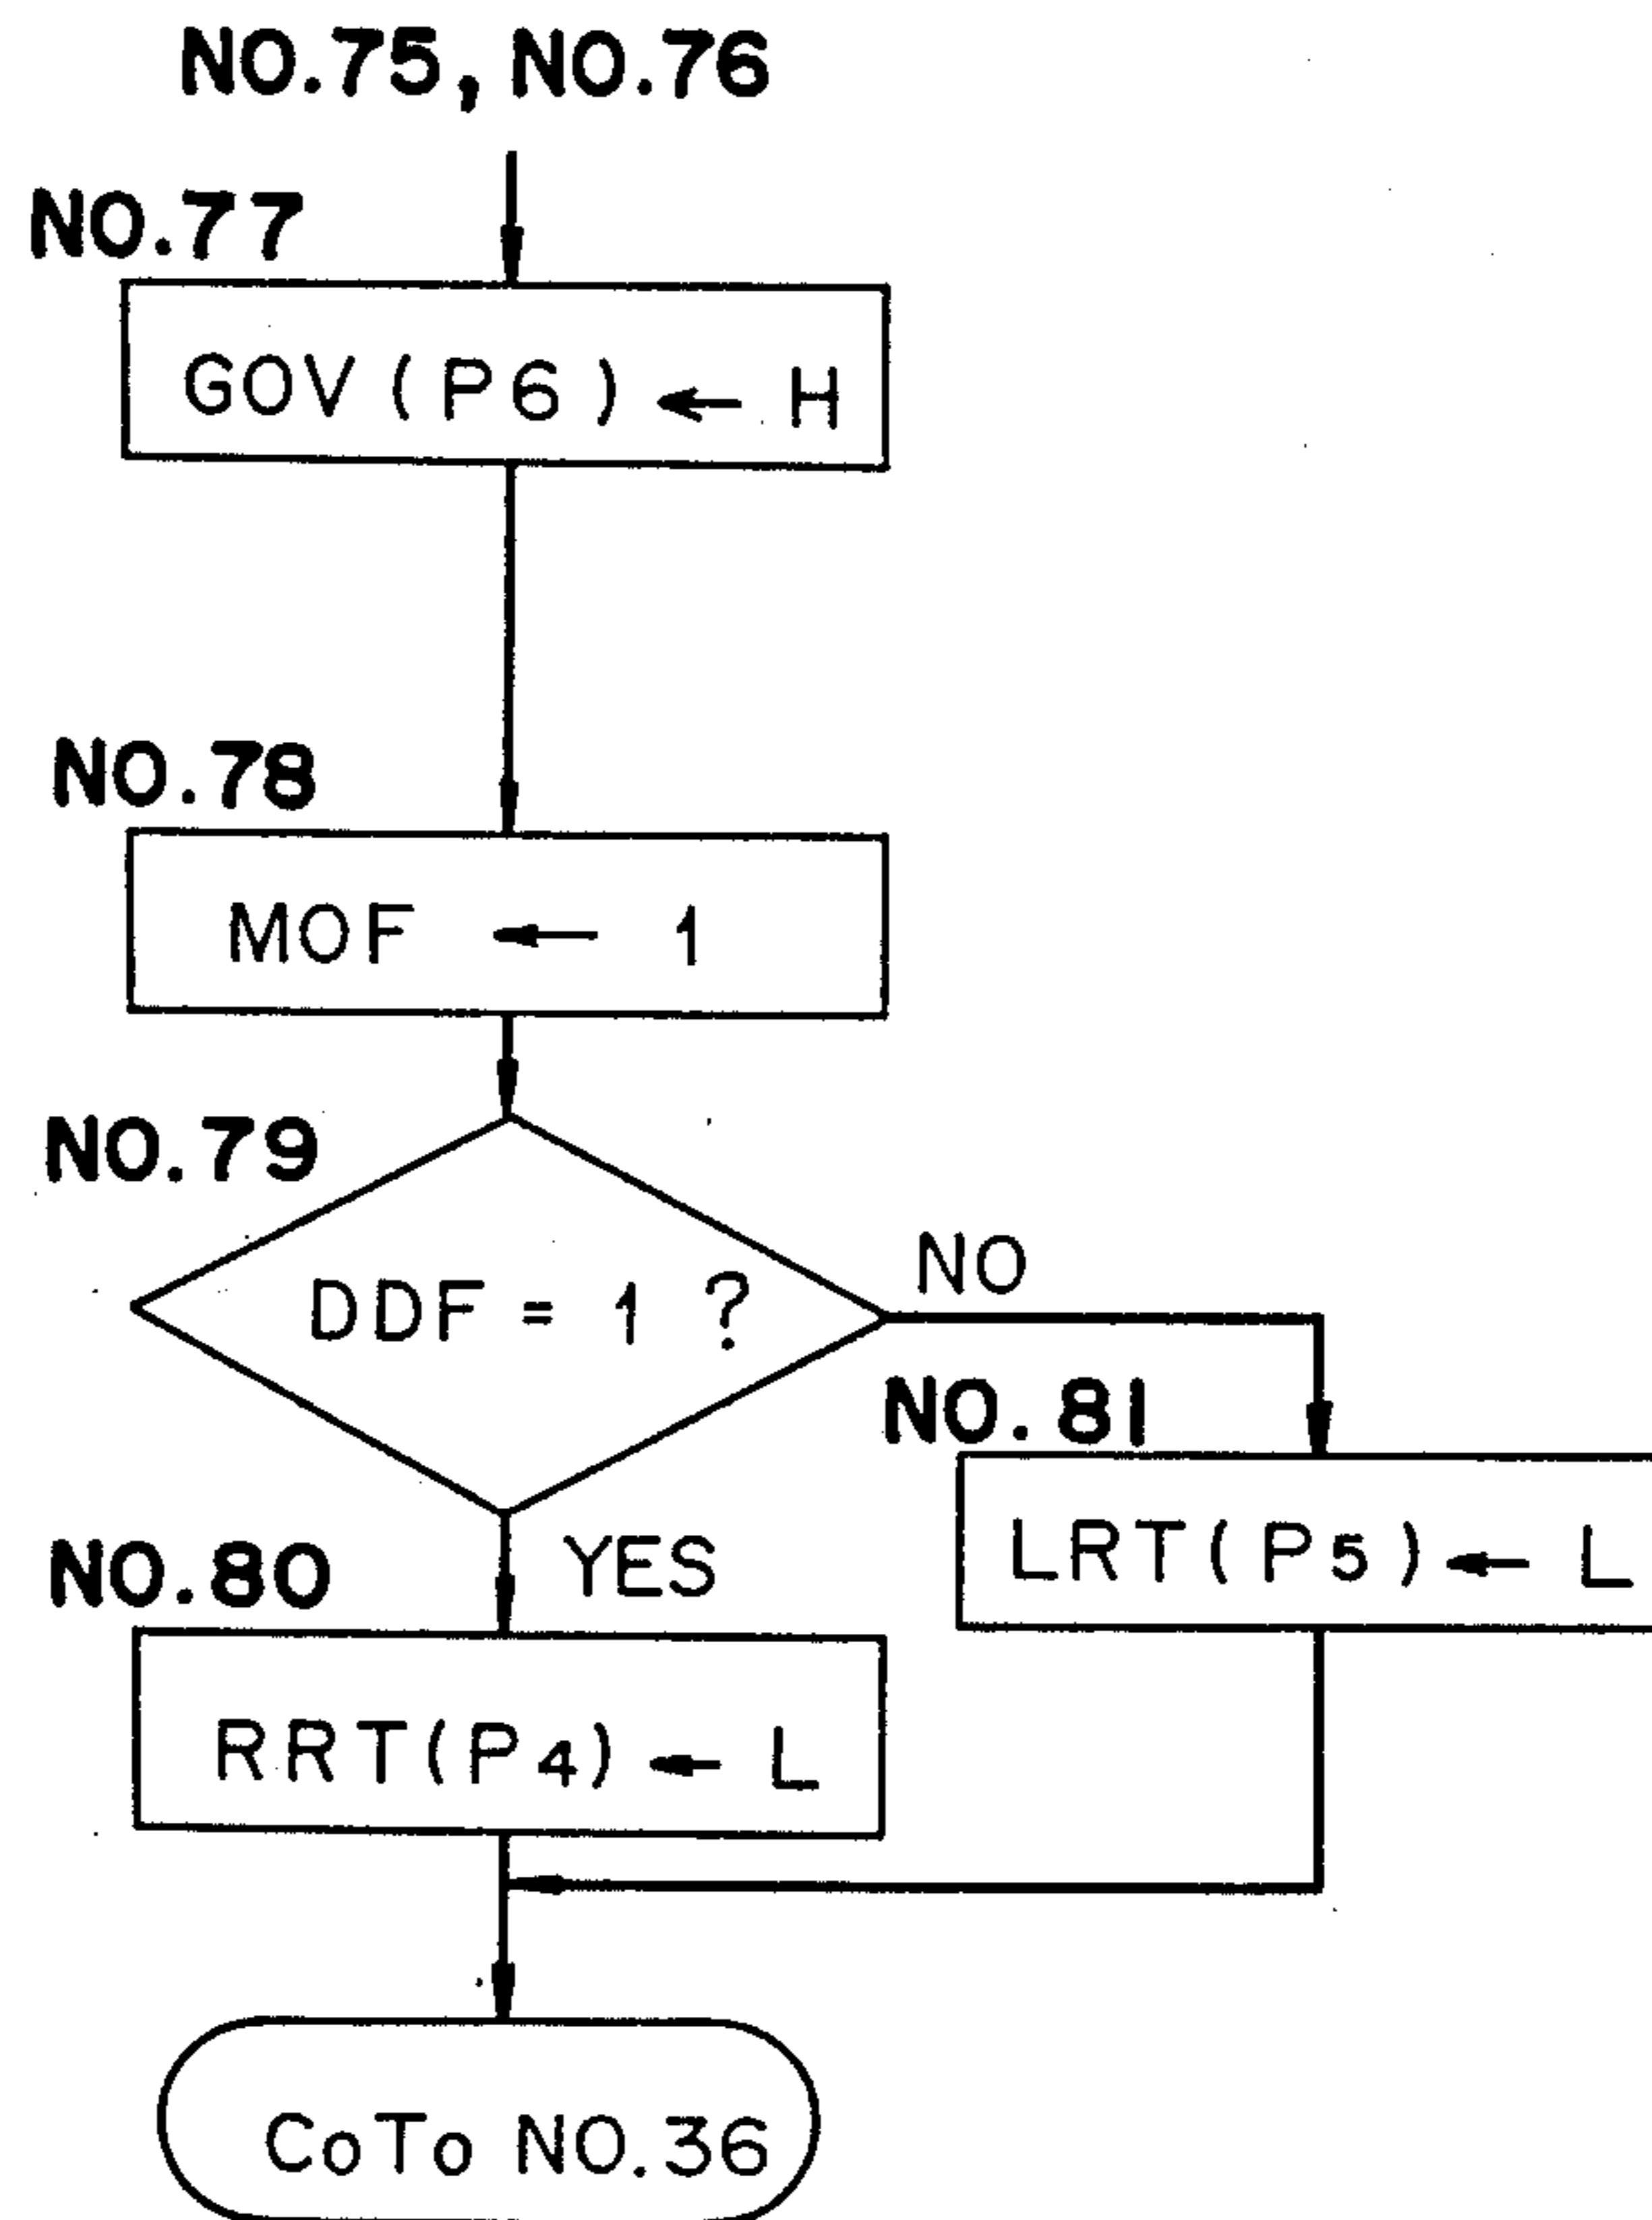 NO.75, NO.76
NO.77
GOV(P6) ← H
NO.78
MOF ← 1
NO.79
DDF = 1 ?
NO
NO.81
LRT(P5) ← L
YES
NO.80
RRT(P4) ← L
CoTo NO.36